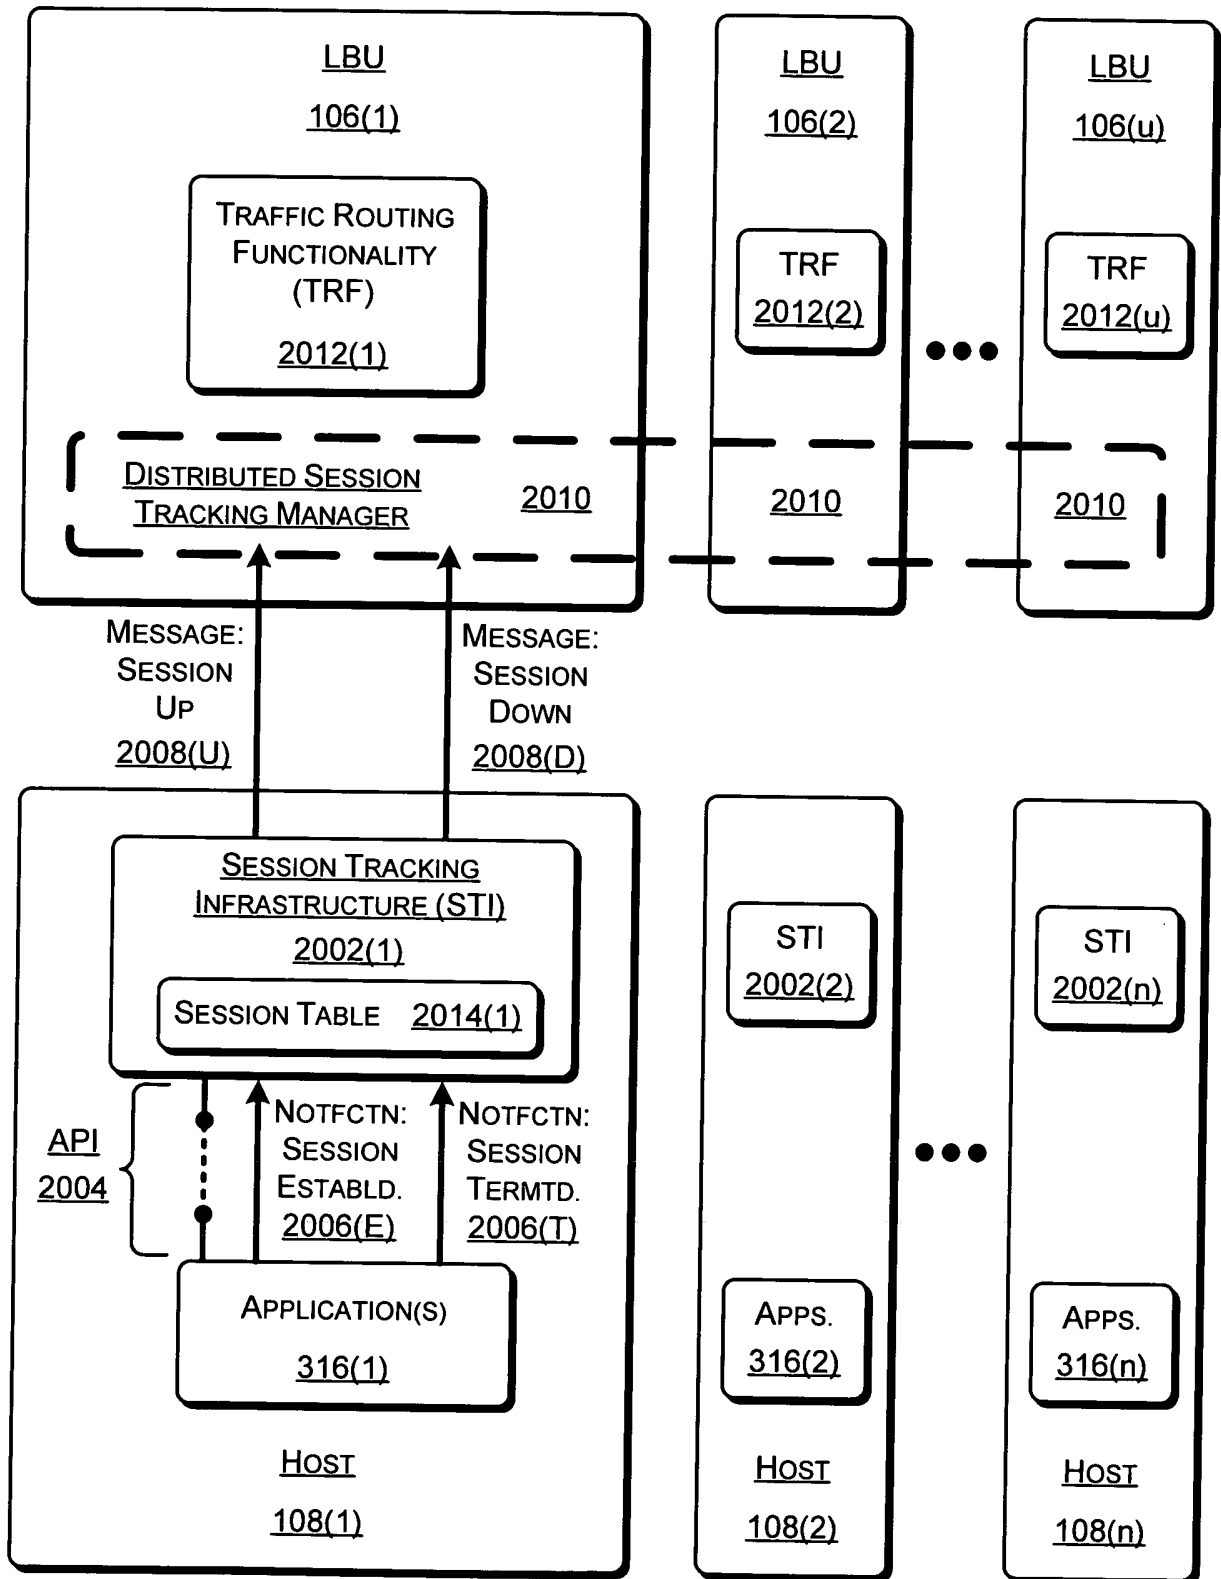 LBU
106(1)
TRAFFIC ROUTING
FUNCTIONALITY
(TRF)
2012(1)
LBU
106(2)
TRF
2012(2)
LBU
106(u)
TRF
2012(u)
DISTRIBUTED SESSION
TRACKING MANAGER
2010
2010
2010
MESSAGE:
SESSION
UP
2008(U)
MESSAGE:
SESSION
DOWN
2008(D)
SESSION TRACKING
INFRASTRUCTURE (STI)
2002(1)
SESSION TABLE 2014(1)
API
2004
NOTFCTN:
SESSION
ESTABLD.
2006(E)
NOTFCTN:
SESSION
TERMTD.
2006(T)
APPLICATION(S)
316(1)
HOST
108(1)
STI
2002(2)
APPS.
316(2)
HOST
108(2)
STI
2002(n)
APPS.
316(n)
HOST
108(n)